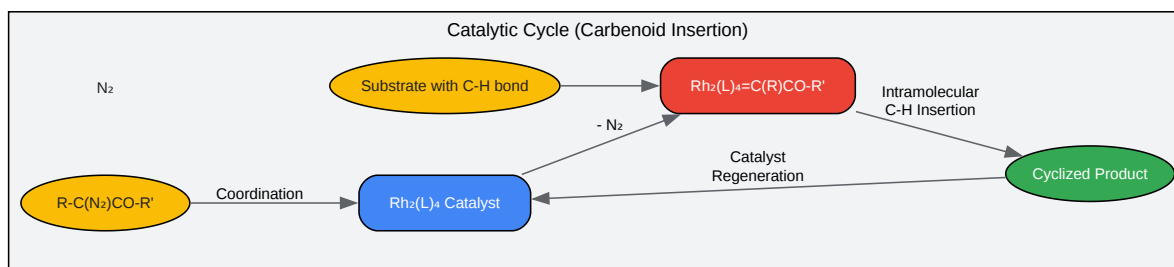 Catalytic Cycle (Carbenoid Insertion)
N₂
Substrate with C-H bond
Rh₂(L)₄=C(R)CO-R'
Intramolecular
C-H Insertion
- N₂
Catalyst
Regeneration
Cyclized Product
R-C(N₂)CO-R'
Coordination
Rh₂(L)₄ Catalyst